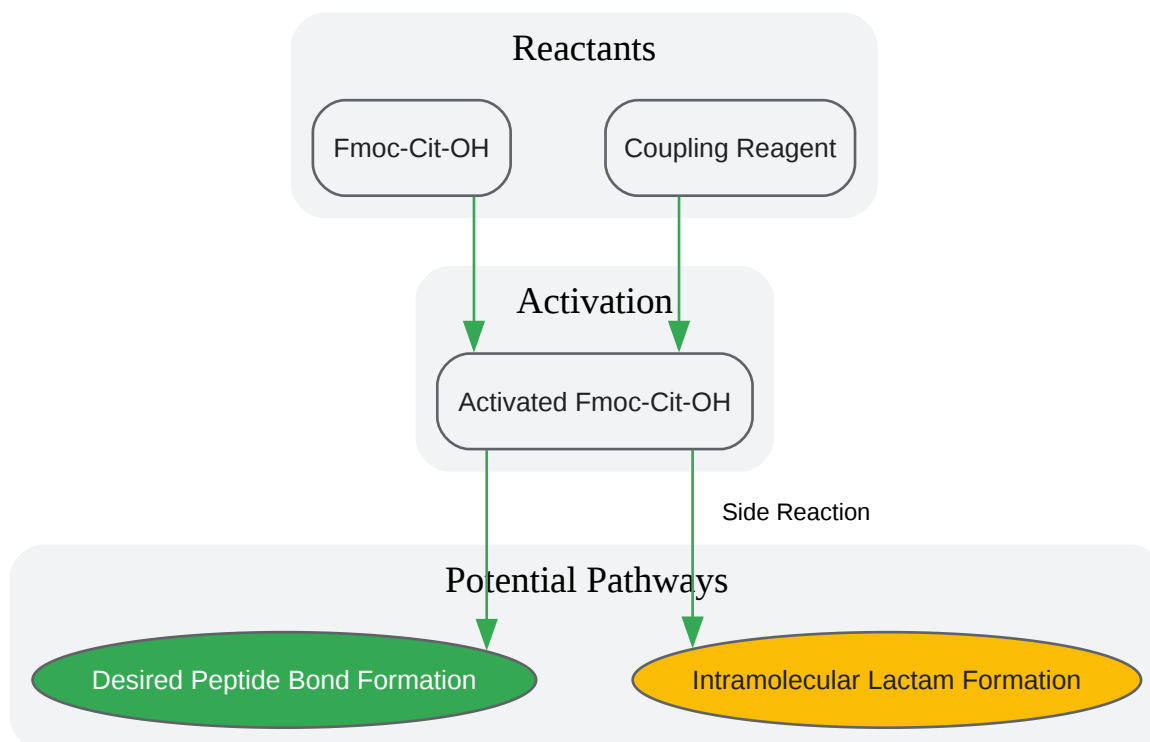 Reactants
Fmoc-Cit-OH
Coupling Reagent
Activation
Activated Fmoc-Cit-OH
Side Reaction
Potential Pathways
Desired Peptide Bond Formation
Intramolecular Lactam Formation